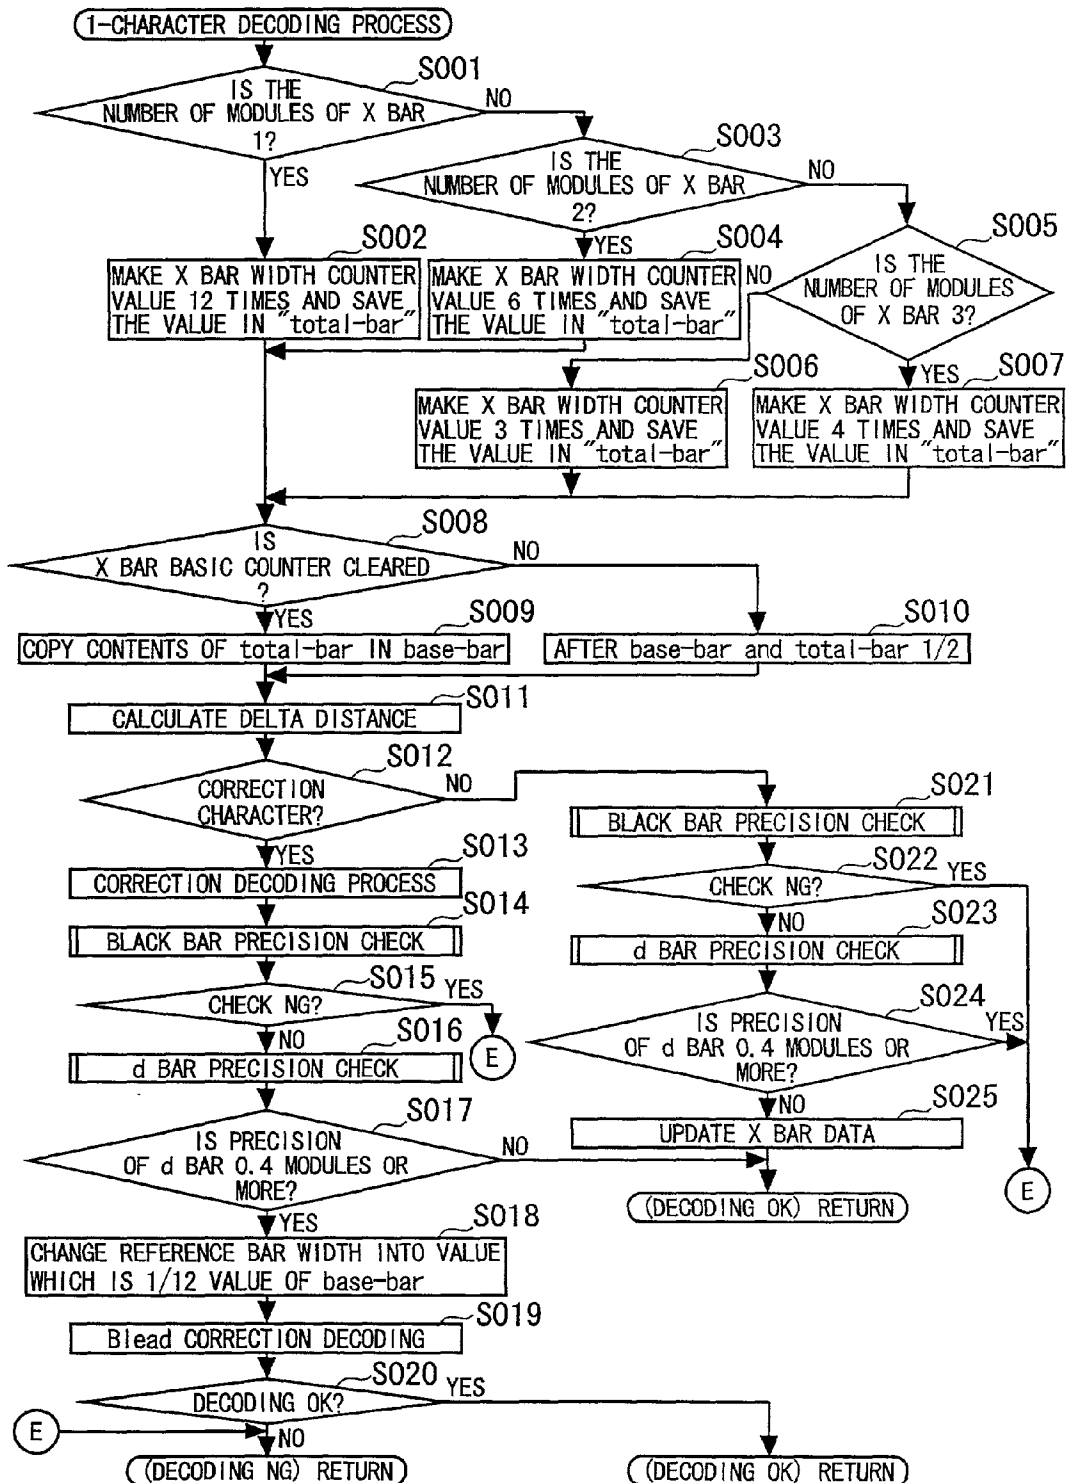 1-CHARACTER DECODING PROCESS
S001
IS THE
NUMBER OF MODULES OF X BAR
1?
NO
YES
S003
IS THE
NUMBER OF MODULES OF X BAR
2?
NO
YES
S002
MAKE X BAR WIDTH COUNTER
VALUE 12 TIMES AND SAVE
THE VALUE IN "total-bar"
S004
MAKE X BAR WIDTH COUNTER
VALUE 6 TIMES AND SAVE
THE VALUE IN "total-bar"
S005
IS THE
NUMBER OF MODULES
OF X BAR 3?
NO
YES
S006
MAKE X BAR WIDTH COUNTER
VALUE 3 TIMES AND SAVE
THE VALUE IN "total-bar"
S007
MAKE X BAR WIDTH COUNTER
VALUE 4 TIMES AND SAVE
THE VALUE IN "total-bar"
S008
IS
X BAR BASIC COUNTER CLEARED
?
NO
YES
S009
COPY CONTENTS OF total-bar IN base-bar
S010
AFTER base-bar and total-bar 1/2
S011
CALCULATE DELTA DISTANCE
S012
CORRECTION
CHARACTER?
NO
YES
S013
CORRECTION DECODING PROCESS
S014
BLACK BAR PRECISION CHECK
S015
CHECK NG?
YES
NO
E
S016
d BAR PRECISION CHECK
S017
IS PRECISION
OF d BAR 0.4 MODULES OR
MORE?
NO
YES
S018
CHANGE REFERENCE BAR WIDTH INTO VALUE
WHICH IS 1/12 VALUE OF base-bar
S019
Blead CORRECTION DECODING
S020
DECODING OK?
YES
NO
E
(DECODING NG) RETURN
(DECODING OK) RETURN
S021
BLACK BAR PRECISION CHECK
S022
CHECK NG?
YES
NO
S023
d BAR PRECISION CHECK
S024
IS PRECISION
OF d BAR 0.4 MODULES OR
MORE?
YES
NO
S025
UPDATE X BAR DATA
(DECODING OK) RETURN
E